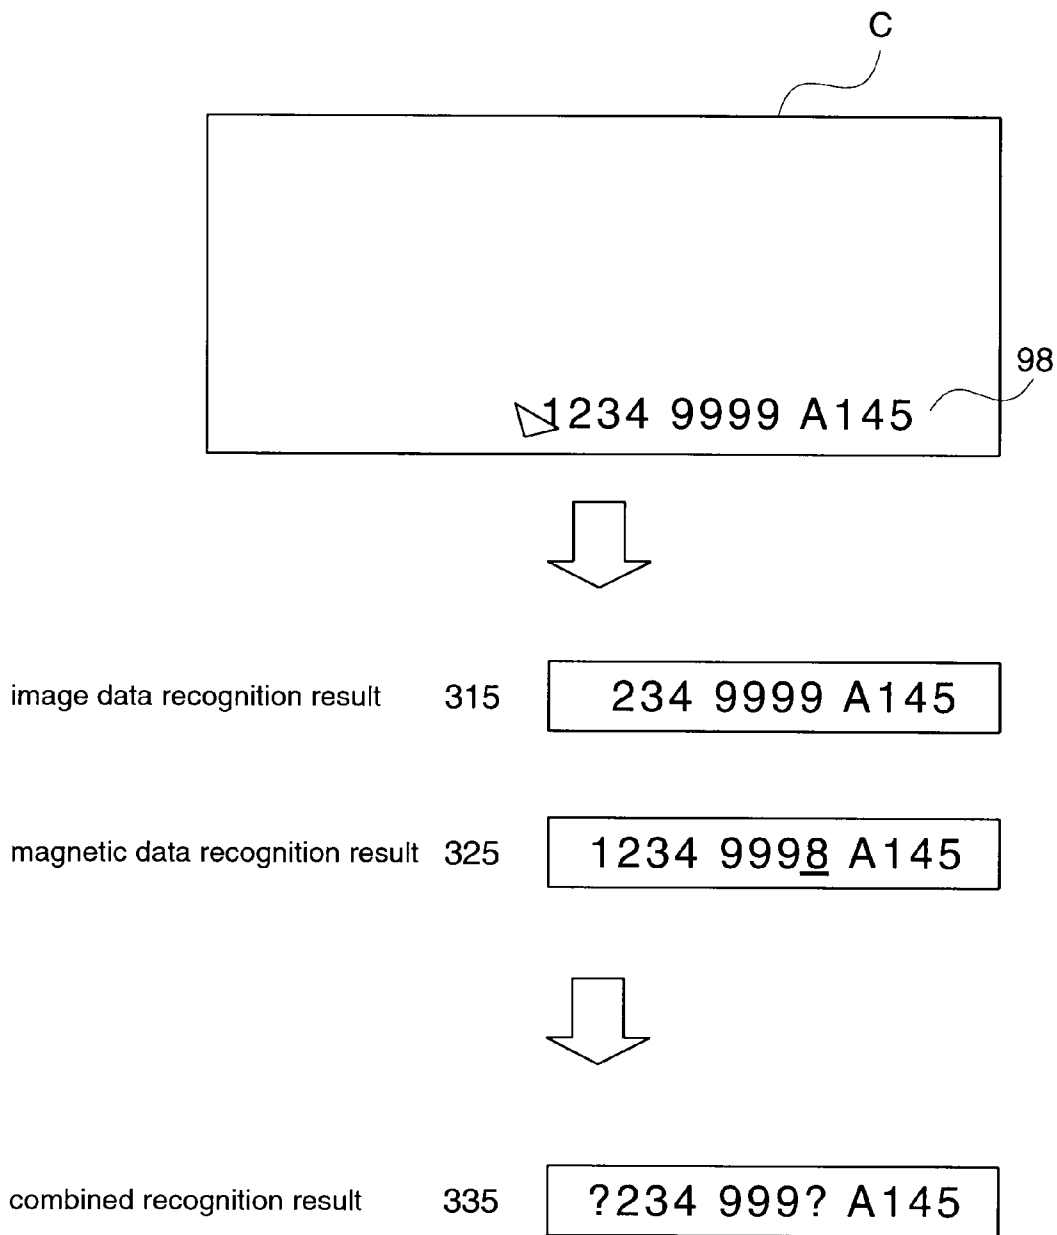 C
98
1234 9999 A145
image data recognition result 315 234 9999 A145
magnetic data recognition result 325 1234 9998 A145
combined recognition result 335 ?234 999? A145